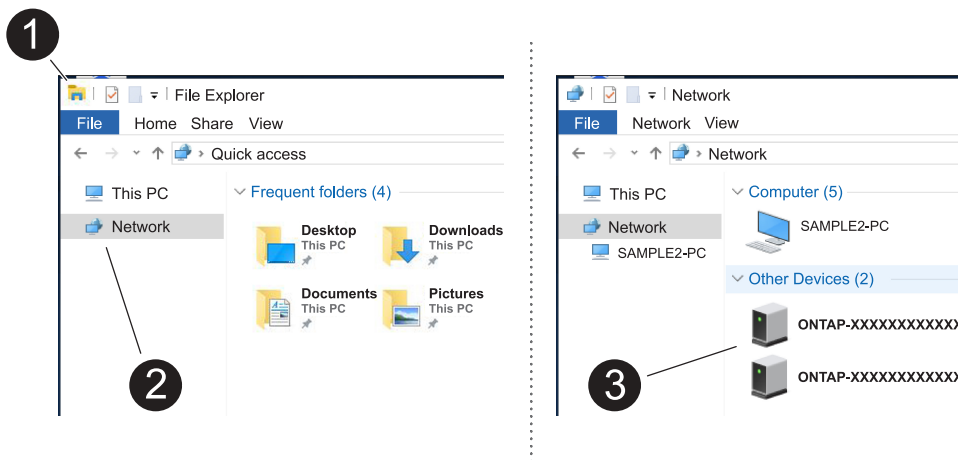 1
File Explorer
File Home Share View
Quick access
This PC
Network
Frequent folders (4)
Desktop
This PC
Downloads
This PC
Documents
This PC
Pictures
This PC
2
Network
File Network View
Network
This PC
Network
SAMPLE2-PC
Computer (5)
SAMPLE2-PC
Other Devices (2)
ONTAP-XXXXXXXXXXXX
ONTAP-XXXXXXXXXXXX
3